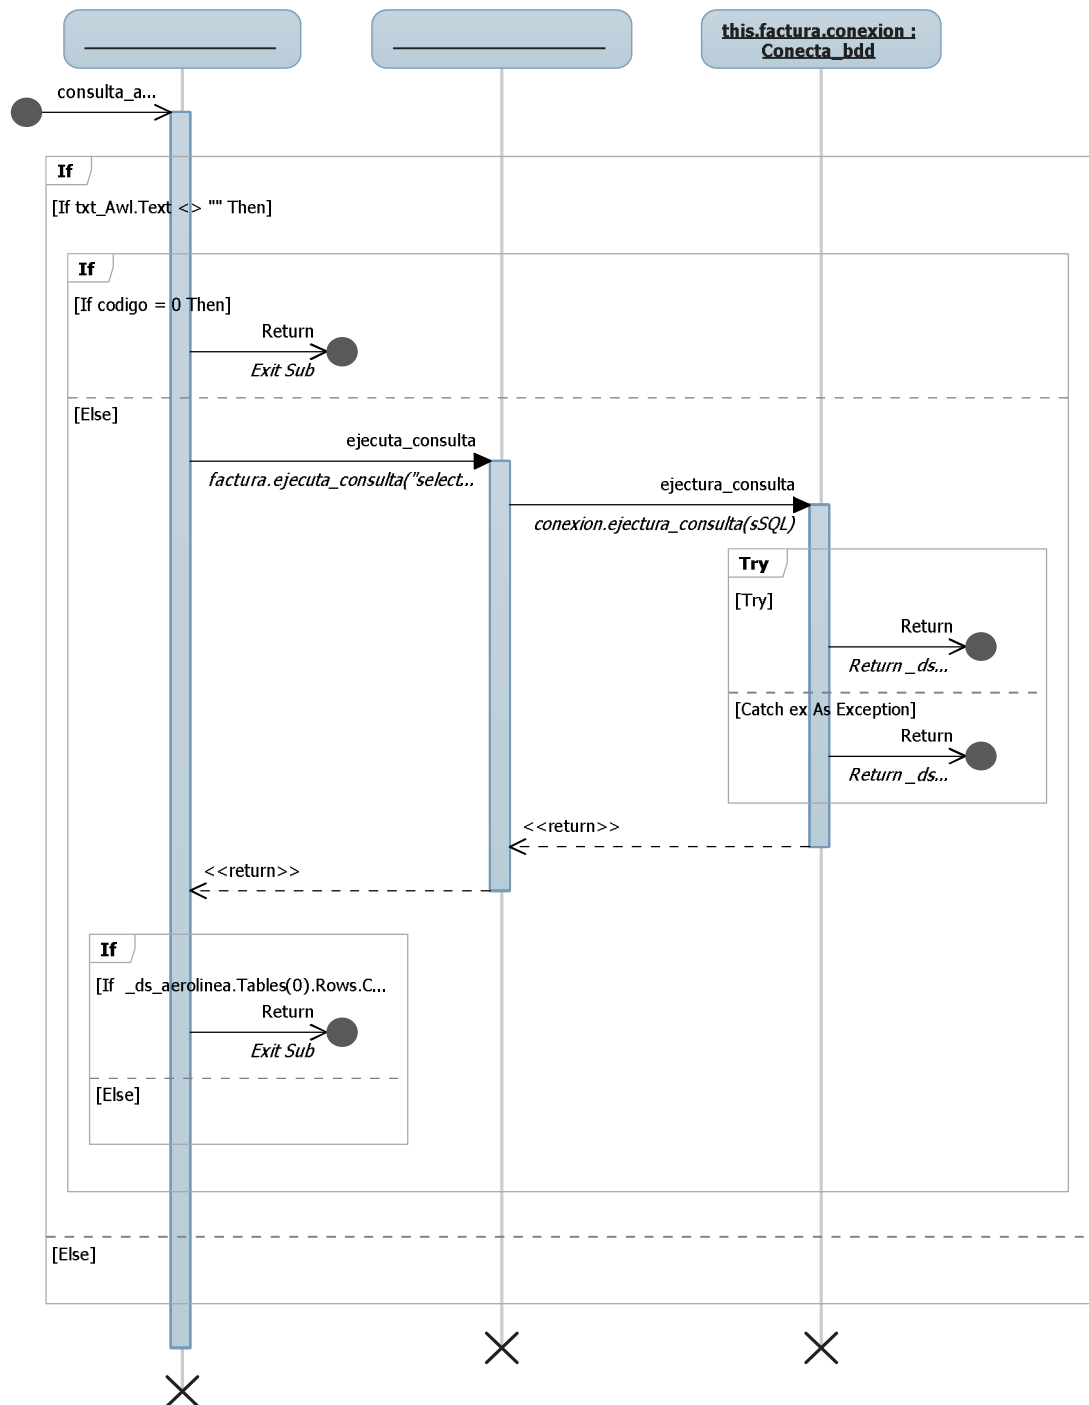 this.factura.conexion :
Conecta_bdd
consulta_a...
If
[If txt_Awl.Text <> "" Then]
If
[If codigo = 0 Then]
Return
Exit Sub
[Else]
ejecuta_consulta
factura.ejecuta_consulta("select...
ejectura_consulta
conexion.ejectura_consulta(sSQL)
Try
[Try]
Return
Return _ds...
[Catch ex As Exception]
Return
Return _ds...
<<return>>
<<return>>
If
[If  _ds_aerolinea.Tables(0).Rows.C...
Return
Exit Sub
[Else]
[Else]